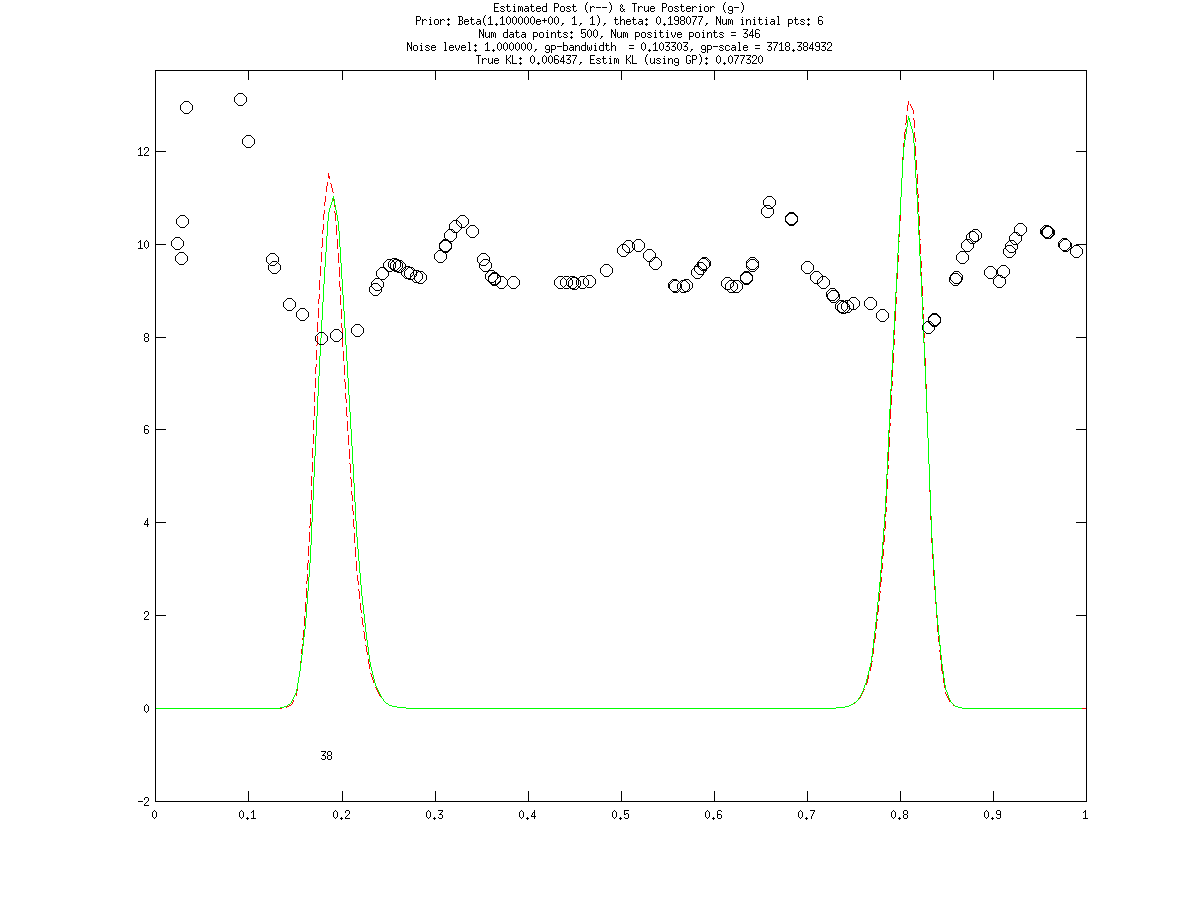 Estimated Post (r--) & True Posterior (g-)
Prior: Beta(1.100000e+00, 1, 1), theta: 0.198077, Num initial pts: 6
Num data points: 500, Num positive points = 346
Noise level: 1.000000, gp-bandwidth  = 0.103303, gp-scale = 3718.384932
True KL: 0.006437, Estim KL (using GP): 0.077320
12
10
8
6
4
2
0
38
-2
0 0.1 0.2 0.3 0.4 0.5 0.6 0.7 0.8 0.9 1